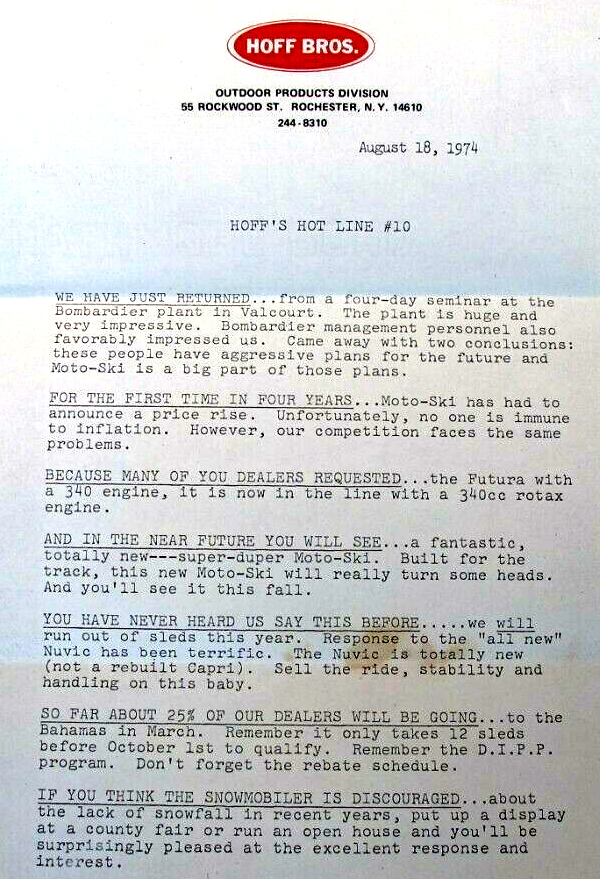 HOFF BROS.
OUTDOOR PRODUCTS DIVISION
55 ROCKWOOD ST. ROCHESTER, N.Y. 14610
244-8310
August 18, 1974
HOFF'S HOT LINE #10
WE HAVE JUST RETURNED...from a four-day seminar at the
Bombardier plant in Valcourt. The plant is huge and
very impressive. Bombardier management personnel also
favorably impressed us. Came away with two conclusions:
these people have aggressive plans for the future and
Moto-Ski is a big part of those plans.
FOR THE FIRST TIME IN FOUR YEARS...Moto-Ski has had to
announce a price rise. Unfortunately, no one is immune
to inflation. However, our competition faces the same
problems.
BECAUSE MANY OF YOU DEALERS REQUESTED...the Futura with
a 340 engine, it is now in the line with a 340cc rotax
engine.
AND IN THE NEAR FUTURE YOU WILL SEE...a fantastic,
totally new---super-duper Moto-Ski. Built for the
track, this new Moto-Ski will really turn some heads.
And you'll see it this fall.
YOU HAVE NEVER HEARD US SAY THIS BEFORE.....we will
run out of sleds this year. Response to the "all new"
Nuvic has been terrific. The Nuvic is totally new
(not a rebuilt Capri). Sell the ride, stability and
handling on this baby.
SO FAR ABOUT 25% OF OUR DEALERS WILL BE GOING...to the
Bahamas in March. Remember it only takes 12 sleds
before October 1st to qualify. Remember the D.I.P.P.
program. Don't forget the rebate schedule.
IF YOU THINK THE SNOWMOBILER IS DISCOURAGED...about
the lack of snowfall in recent years, put up a display
at a county fair or run an open house and you'll be
surprisingly pleased at the excellent response and
interest.